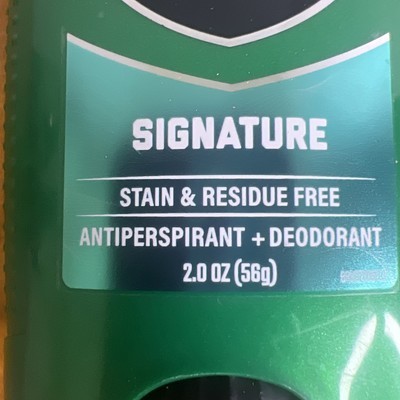 SIGNATURE
STAIN & RESIDUE FREE
ANTIPERSPIRANT + DEODORANT
2.0 OZ (56g)